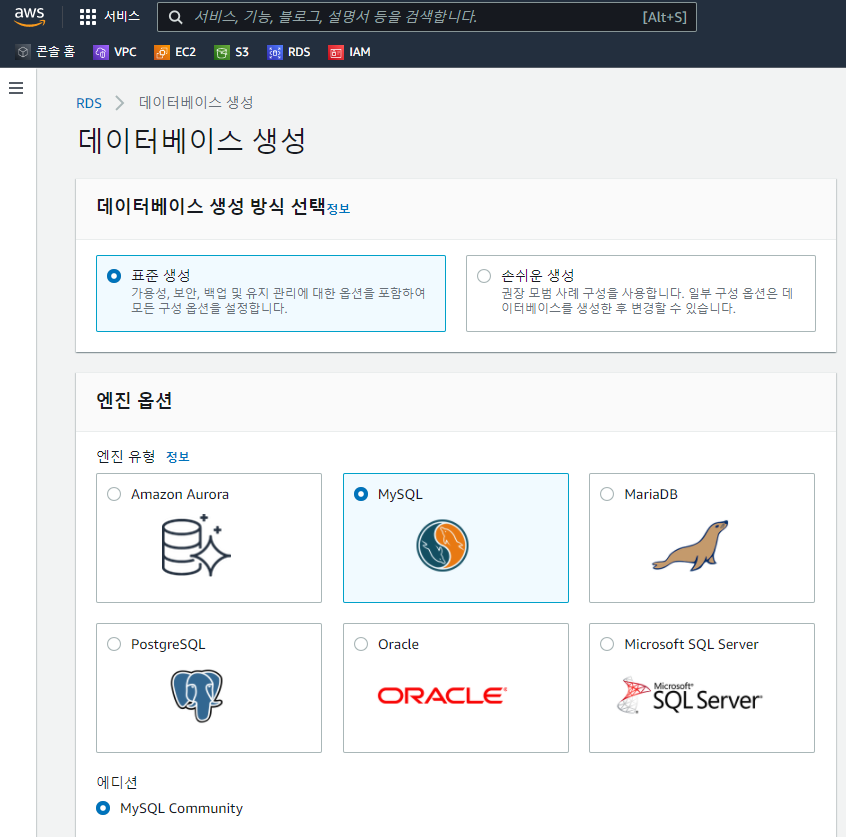 aws
서비스
서비스, 기능, 블로그, 설명서 등을 검색합니다.
[Alt+S]
콘솔 홈
VPC
EC2
S3
RDS
IAM
RDS
데이터베이스 생성
데이터베이스 생성
데이터베이스 생성 방식 선택정보
표준 생성
가용성, 보안, 백업 및 유지 관리에 대한 옵션을 포함하여
모든 구성 옵션을 설정합니다.
손쉬운 생성
권장 모범 사례 구성을 사용합니다. 일부 구성 옵션은 데
이터베이스를 생성한 후 변경할 수 있습니다.
엔진 옵션
엔진 유형 정보
Amazon Aurora
MySQL
MariaDB
PostgreSQL
Oracle
ORACLE
Microsoft SQL Server
Microsoft®
SQL Server
에디션
MySQL Community